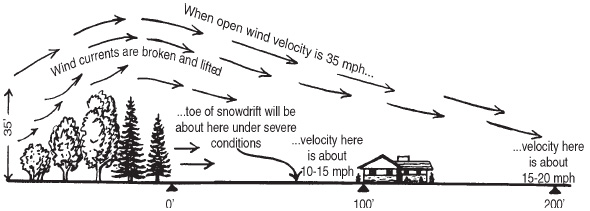 When open wind velocity is 35 mph...
Wind currents are broken and lifted
35'
...toe of snowdrift will be
about here under severe
conditions
...velocity here
is about
10-15 mph
...velocity here
is about
15-20 mph
0'
100'
200'